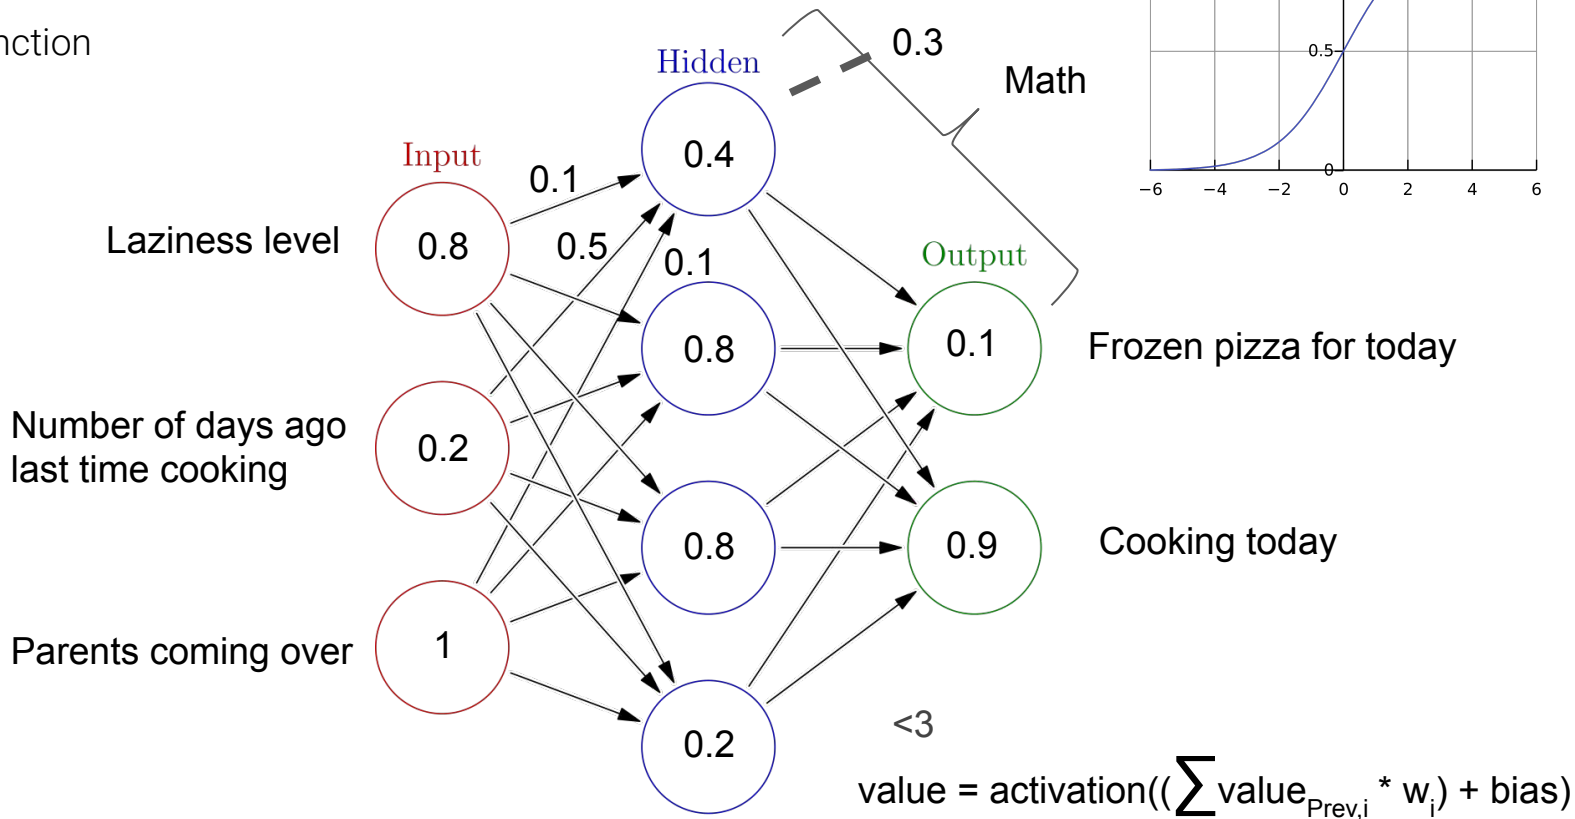 nction
Hidden
0.3
Math
0.5
0
−6 −4 −2 0 2 4 6
Input
0.1
0.4
0.8
Laziness level
0.5
0.1
Output
0.8
0.1
Frozen pizza for today
Number of days ago
last time cooking
0.2
0.8
0.9
Cooking today
Parents coming over
1
0.2
<3
value = activation((∑value_Prev,i * w_i) + bias)